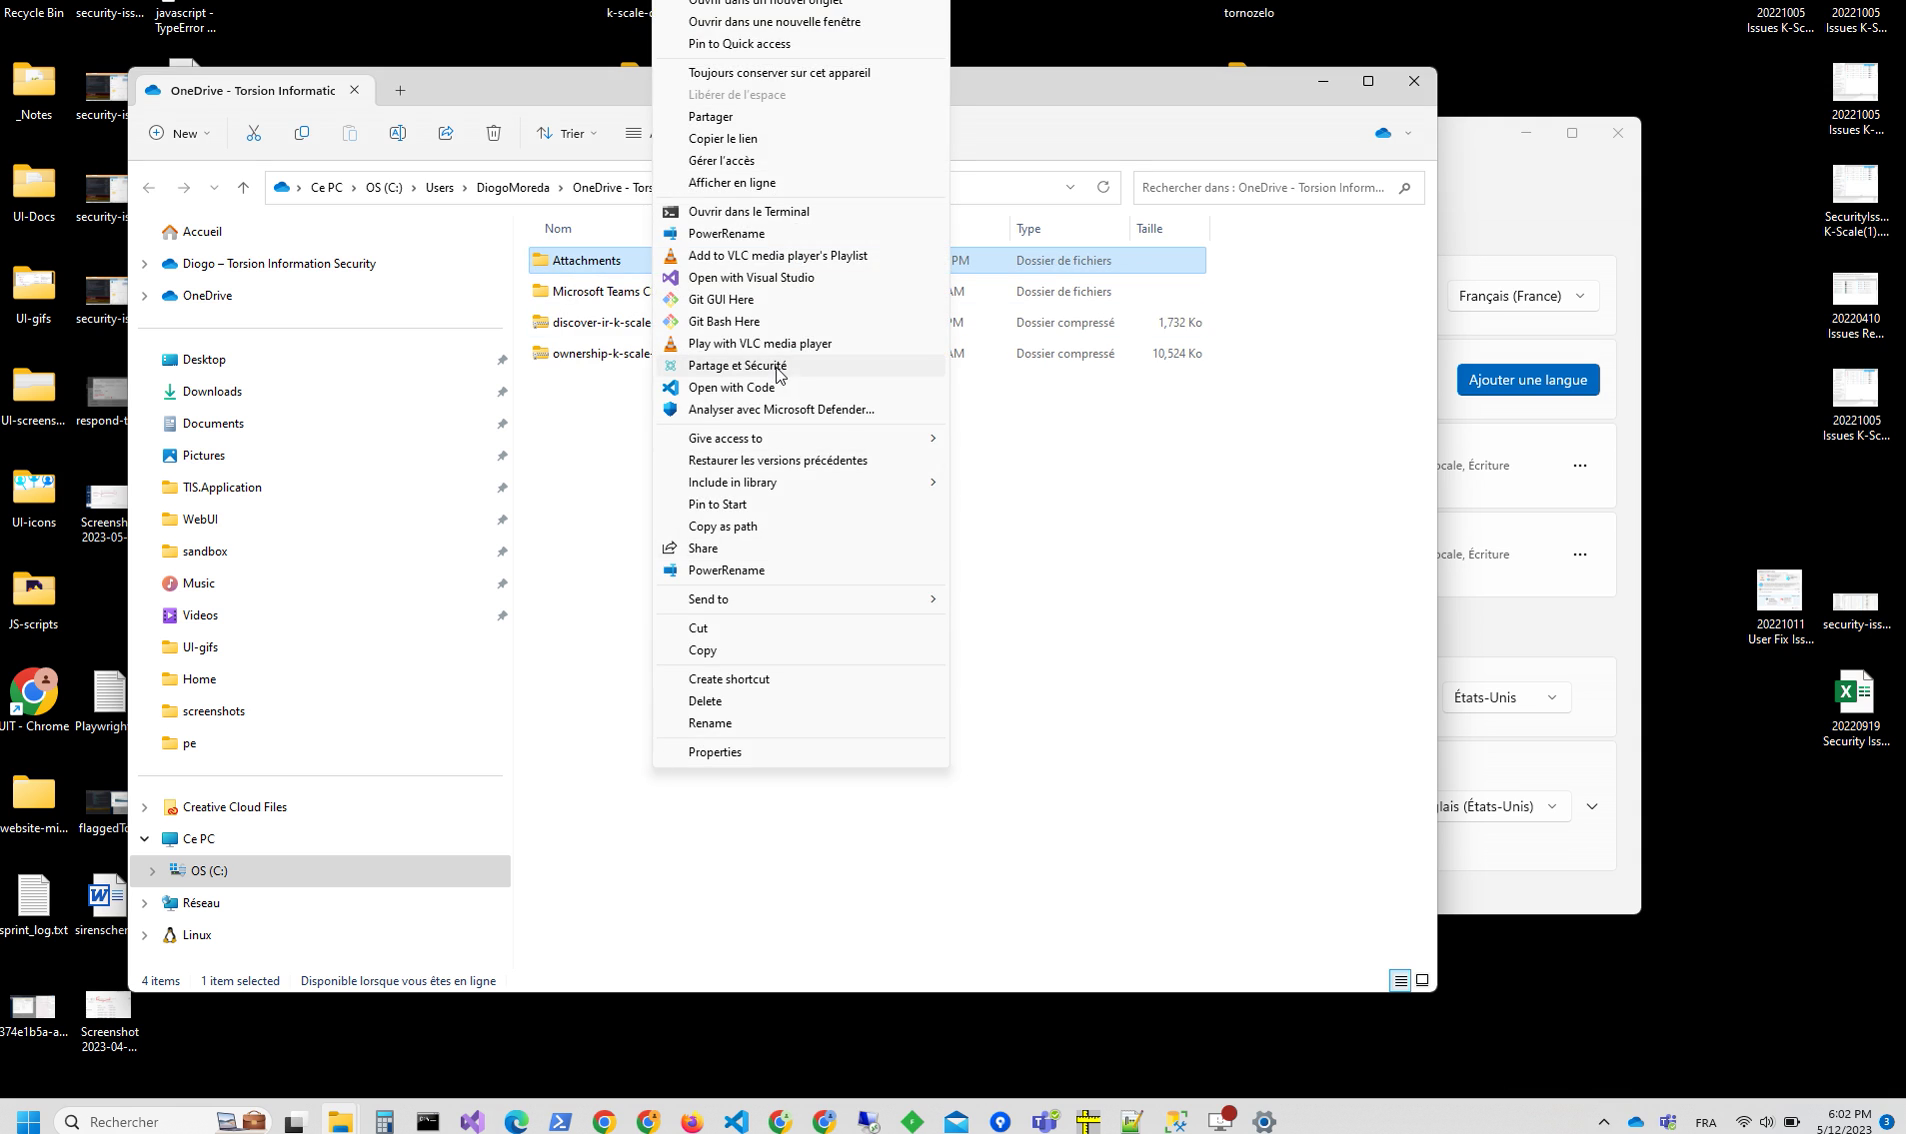 Recycle Bin
security-iss...
javascript -
TypeError ...
tornozelo
20221005
Issues K-Sc...
20221005
Issues K-S...
_Notes
UI-Docs
UI-gifs
UI-screens...
respond-t
UI-icons
Screensh
2023-05-
JS-scripts
UIT - Chrome
Playwrigh
website-mi...
sprint_log.txt
sirenscher
374e1b5a-a...
Screenshot
2023-04-...
OneDrive - Torsion Informatic
New
Trier
Ce PC
OS (C:)
Users
DiogoMoreda
OneDrive - Tors
Rechercher dans : OneDrive - Torsion Inform...
Accueil
Diogo – Torsion Information Security
OneDrive
Desktop
Downloads
Documents
Pictures
TIS.Application
WebUI
sandbox
Music
Videos
UI-gifs
Home
screenshots
pe
Creative Cloud Files
Ce PC
OS (C:)
Réseau
Linux
Nom
Type
Taille
Attachments
PM
Dossier de fichiers
Microsoft Teams C
AM
Dossier de fichiers
discover-ir-k-scale
PM
Dossier compressé
1,732 Ko
ownership-k-scale-
AM
Dossier compressé
10,524 Ko
Ouvrir dans un nouvel onglet
Ouvrir dans une nouvelle fenêtre
Pin to Quick access
Toujours conserver sur cet appareil
Libérer de l'espace
Partager
Copier le lien
Gérer l'accès
Afficher en ligne
Ouvrir dans le Terminal
PowerRename
Add to VLC media player's Playlist
Open with Visual Studio
Git GUI Here
Git Bash Here
Play with VLC media player
Partage et Sécurité
Open with Code
Analyser avec Microsoft Defender...
Give access to
Restaurer les versions précédentes
Include in library
Pin to Start
Copy as path
Share
PowerRename
Send to
Cut
Copy
Create shortcut
Delete
Rename
Properties
4 items
1 item selected
Disponible lorsque vous êtes en ligne
Français (France)
Ajouter une langue
ocale, Écriture
ocale, Écriture
États-Unis
glais (États-Unis)
20221005
Issues K-...
SecurityIss...
K-Scale(1)....
20220410
Issues Re...
20221005
Issues K-Sc...
20221011
User Fix Iss...
security-iss...
20220919
Security Iss...
Rechercher
FRA
6:02 PM
5/12/2023
3